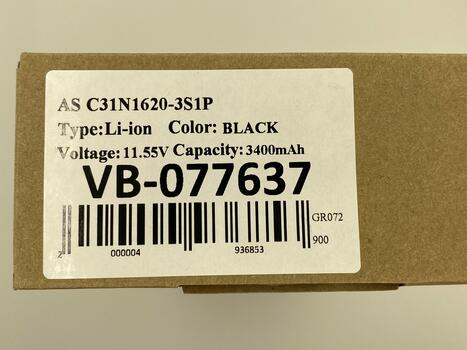 AS C31N1620-3S1P
Type:Li-ion Color: BLACK
Voltage: 11.55V Capacity: 3400mAh
VB-077637
GR072
900
2 000004 936853